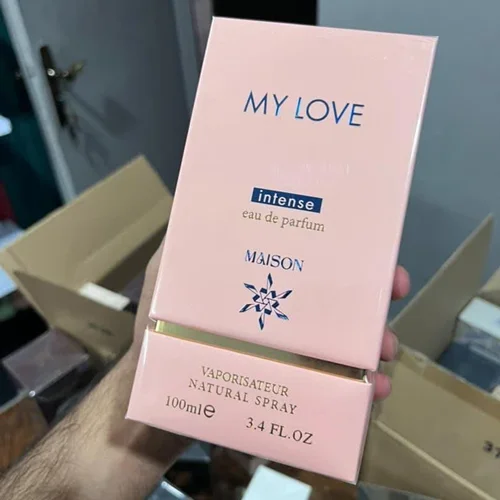 MY LOVE
intense
eau de parfum
MAISON
VAPORISATEUR
NATURAL SPRAY
100ml℮ 3.4 FL.OZ